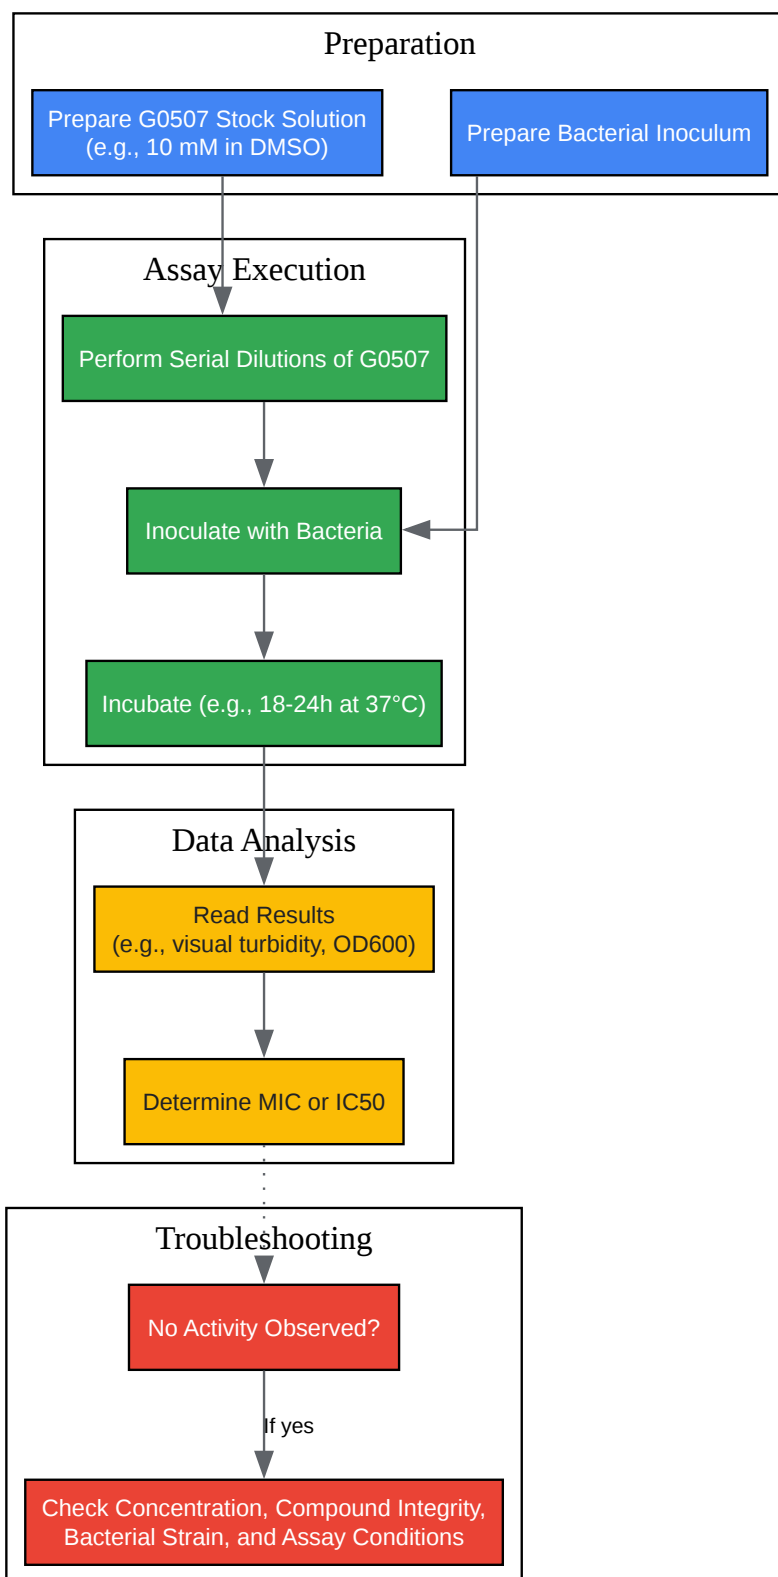 Preparation
Prepare G0507 Stock Solution
(e.g., 10 mM in DMSO)
Prepare Bacterial Inoculum
Assay Execution
Perform Serial Dilutions of G0507
Inoculate with Bacteria
Incubate (e.g., 18-24h at 37°C)
Data Analysis
Read Results
(e.g., visual turbidity, OD600)
Determine MIC or IC50
Troubleshooting
No Activity Observed?
If yes
Check Concentration, Compound Integrity,
Bacterial Strain, and Assay Conditions